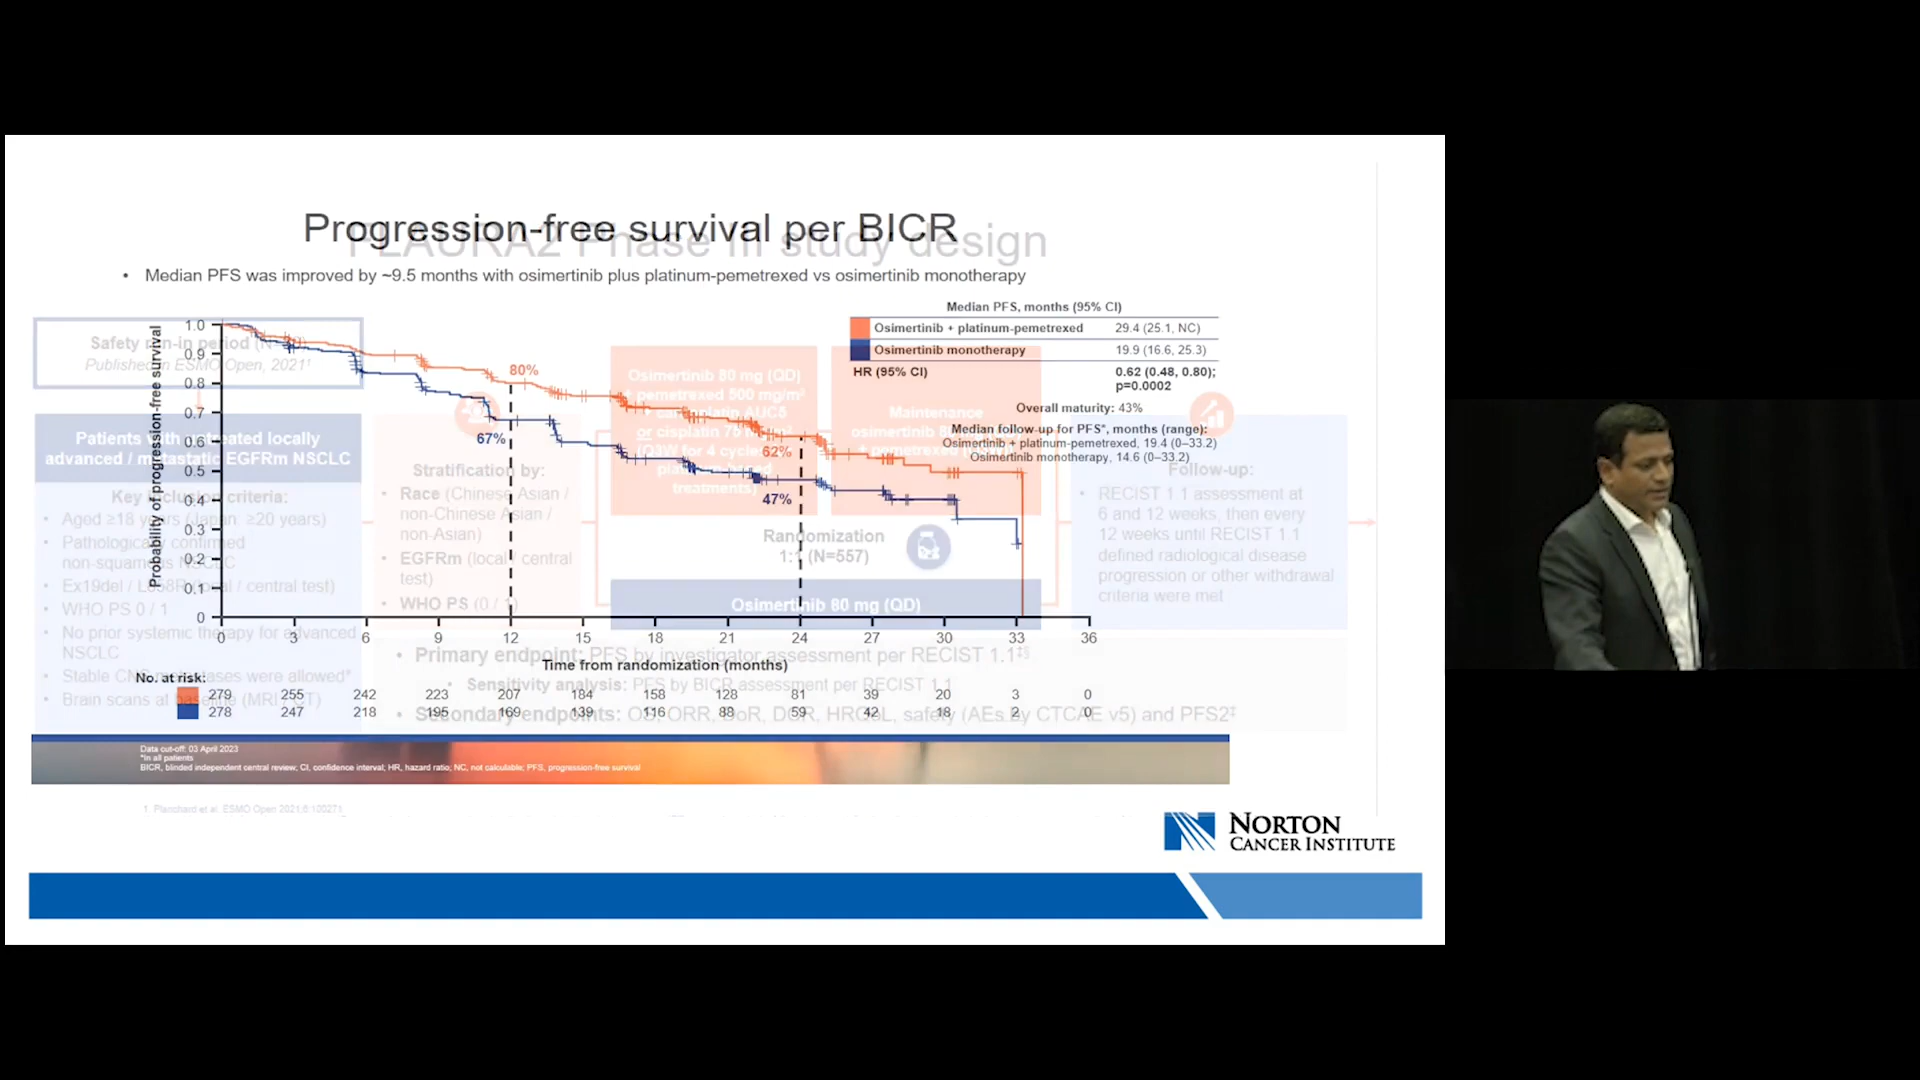 Progression-free survival per BICR
FLAURA2 Phase III study design
• Median PFS was improved by ~9.5 months with osimertinib plus platinum-pemetrexed vs osimertinib monotherapy
Median PFS, months (95% CI)
Osimertinib + platinum-pemetrexed 29.4 (25.1, NC)
Osimertinib monotherapy 19.9 (16.6, 25.3)
HR (95% CI) 0.62 (0.48, 0.80);
p=0.0002
Overall maturity: 43%
Median follow-up for PFS*, months (range):
Osimertinib + platinum-pemetrexed, 19.4 (0–33.2)
Osimertinib monotherapy, 14.6 (0–33.2)
Probability of progression-free survival
1.0
0.9
0.8
0.7
0.6
0.5
0.4
0.3
0.2
0.1
0
80%
67%
62%
47%
0 3 6 9 12 15 18 21 24 27 30 33 36
Time from randomization (months)
No. at risk:
279 255 242 223 207 184 158 128 81 39 20 3 0
278 247 218 195 169 139 116 88 59 42 18 2 0
Safety run-in period
Published in ESMO Open, 2021†
Patients with untreated locally
advanced / metastatic EGFRm NSCLC
Key inclusion criteria:
• Aged ≥18 years (Japan ≥20 years)
• Pathologically confirmed
non-squamous NSCLC
• Ex19del / L858R (local / central test)
• WHO PS 0 / 1
• No prior systemic therapy for advanced
NSCLC
• Stable CNS metastases were allowed*
• Brain scans at baseline (MRI / CT)
Stratification by:
• Race (Chinese Asian /
non-Chinese Asian /
non-Asian)
• EGFRm (local / central
test)
• WHO PS (0 / 1)
Osimertinib 80 mg (QD)
+ pemetrexed 500 mg/m²
+ carboplatin AUC5
or cisplatin 75 mg/m²
(Q3W for 4 cycles
treatments)
Maintenance
osimertinib 80
+ pemetrexed
Randomization
1:1 (N=557)
Osimertinib 80 mg (QD)
Follow-up:
• RECIST 1.1 assessment at
6 and 12 weeks, then every
12 weeks until RECIST 1.1
defined radiological disease
progression or other withdrawal
criteria were met
• Primary endpoint: PFS by investigator assessment per RECIST 1.1‡§
• Sensitivity analysis: PFS by BICR assessment per RECIST 1.1
• Secondary endpoints: OS, ORR, DoR, DCR, HRQoL, safety (AEs by CTCAE v5) and PFS2‡
Data cut-off: 03 April 2023
*In all patients
BICR, blinded independent central review; CI, confidence interval; HR, hazard ratio; NC, not calculable; PFS, progression-free survival
1. Planchard et al. ESMO Open 2021;6:100271
NORTON
CANCER INSTITUTE